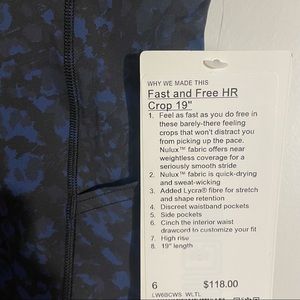 WHY WE MADE THIS
Fast and Free HR
Crop 19"
1. Feel as fast as you do free in
these barely-there feeling
crops that won't distract you
from picking up the pace.
Nulux™ fabric offers near
weightless coverage for a
seriously smooth stride
2. Nulux™ fabric is quick-drying
and sweat-wicking
3. Added Lycra® fibre for stretch
and shape retention
4. Discreet waistband pockets
5. Side pockets
6. Cinch the interior waist
drawcord to customize your fit
7. High rise
8. 19" length
6 $118.00
LW6BCWS WLTL